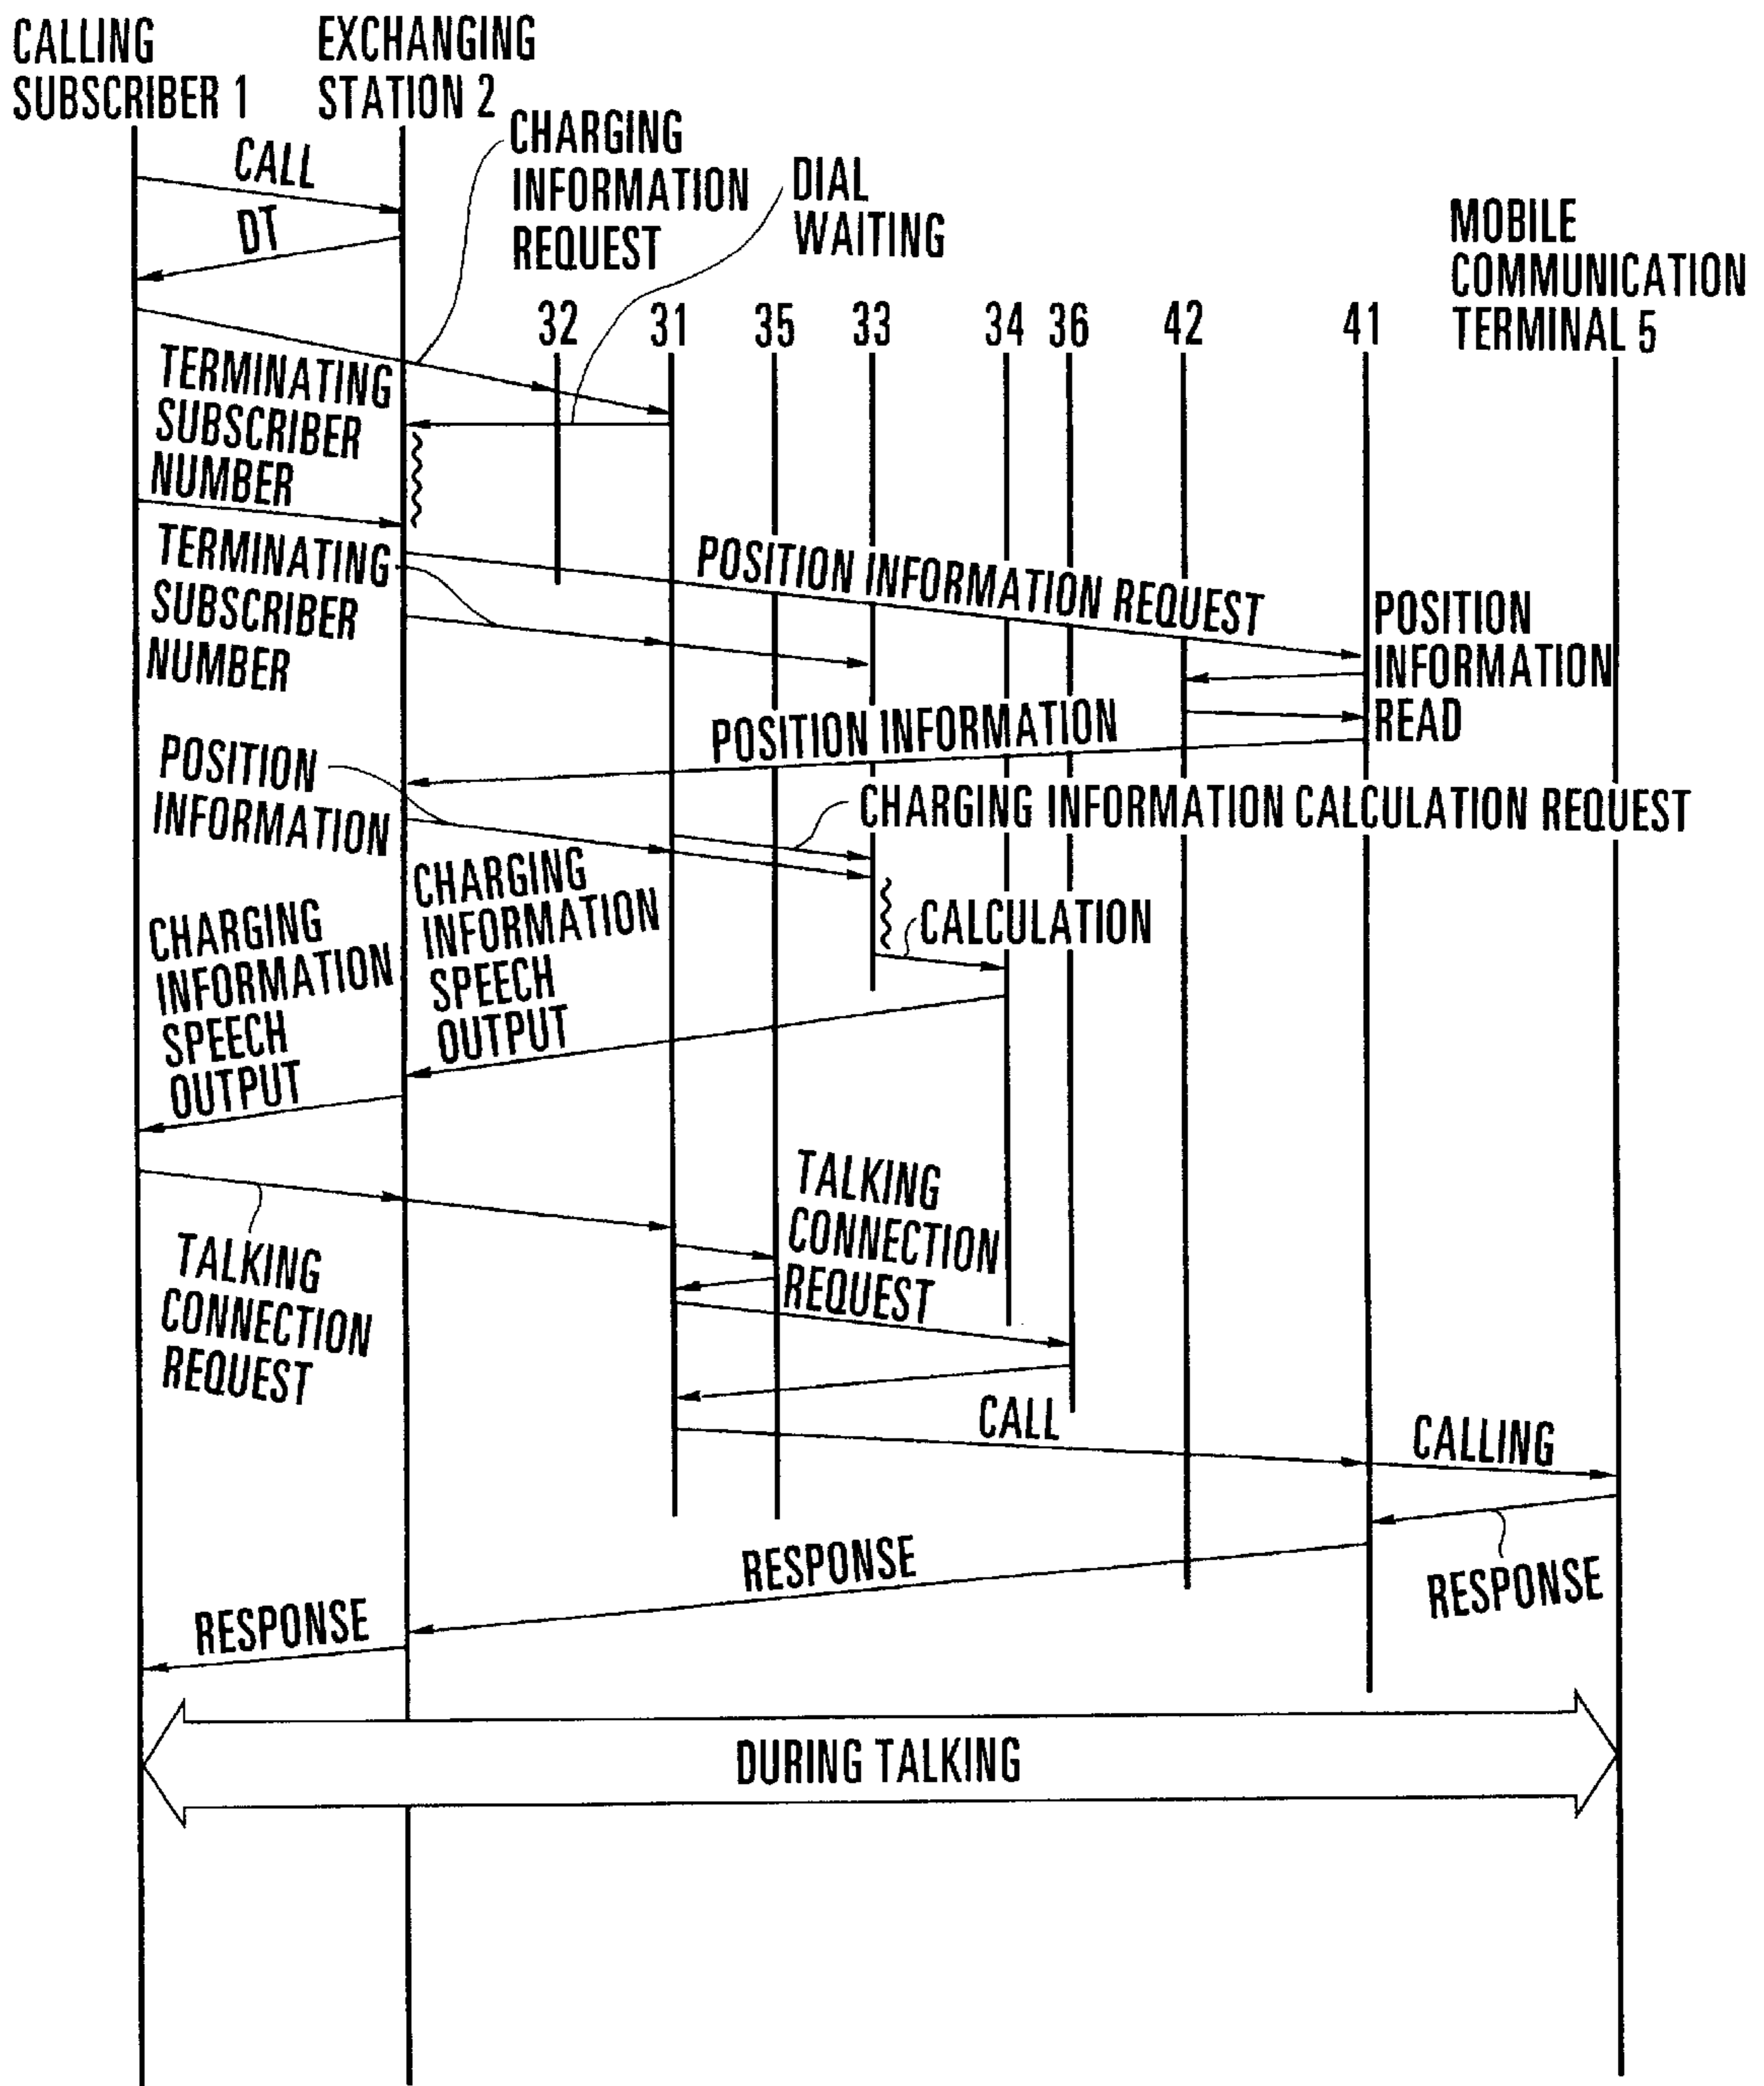 CALLING
SUBSCRIBER 1
EXCHANGING
STATION 2
CHARGING
INFORMATION
REQUEST
DIAL
WAITING
MOBILE
COMMUNICATION
TERMINAL 5
CALL
DT
32
31
35
33
34
36
42
41
TERMINATING
SUBSCRIBER
NUMBER
TERMINATING
SUBSCRIBER
NUMBER
POSITION INFORMATION REQUEST
POSITION
INFORMATION
READ
POSITION INFORMATION
POSITION
INFORMATION
CHARGING INFORMATION CALCULATION REQUEST
CHARGING
INFORMATION
SPEECH
OUTPUT
CHARGING
INFORMATION
SPEECH
OUTPUT
CALCULATION
TALKING
CONNECTION
REQUEST
TALKING
CONNECTION
REQUEST
CALL
CALLING
RESPONSE
RESPONSE
RESPONSE
DURING TALKING